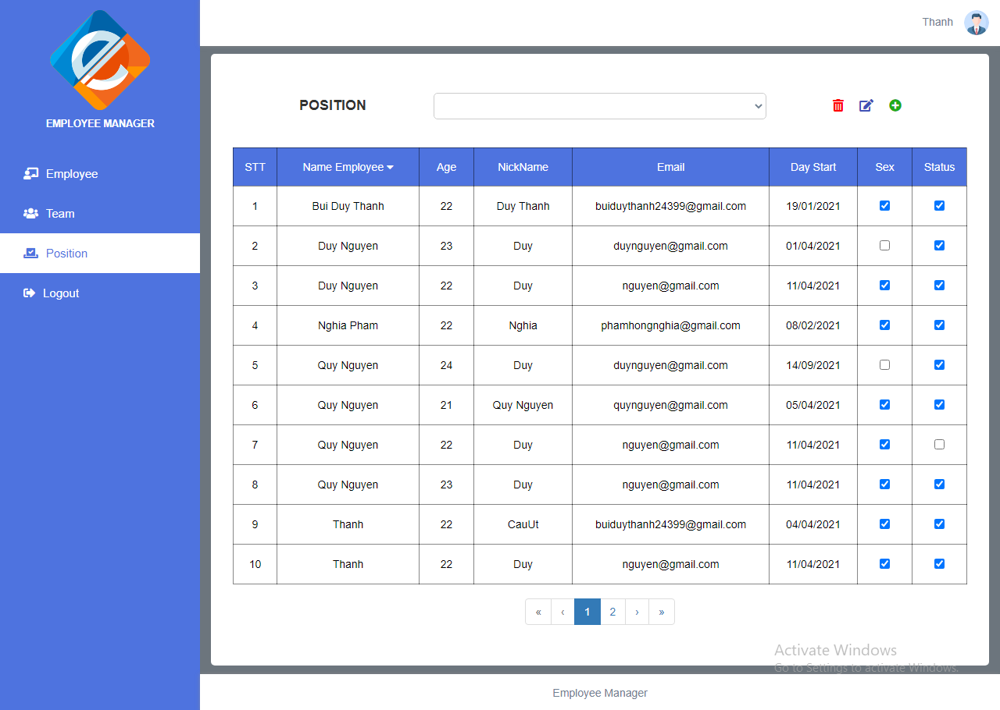 Thanh
EMPLOYEE MANAGER
Employee
Team
Position
Logout
POSITION
STT Name Employee Age NickName Email Day Start Sex Status
1 Bui Duy Thanh 22 Duy Thanh buiduythanh24399@gmail.com 19/01/2021
2 Duy Nguyen 23 Duy duynguyen@gmail.com 01/04/2021
3 Duy Nguyen 22 Duy nguyen@gmail.com 11/04/2021
4 Nghia Pham 22 Nghia phamhongnghia@gmail.com 08/02/2021
5 Quy Nguyen 24 Duy duynguyen@gmail.com 14/09/2021
6 Quy Nguyen 21 Quy Nguyen quynguyen@gmail.com 05/04/2021
7 Quy Nguyen 22 Duy nguyen@gmail.com 11/04/2021
8 Quy Nguyen 23 Duy nguyen@gmail.com 11/04/2021
9 Thanh 22 CauUt buiduythanh24399@gmail.com 04/04/2021
10 Thanh 22 Duy nguyen@gmail.com 11/04/2021
« ‹ 1 2 › »
Activate Windows
Go to Settings to activate Windows.
Employee Manager